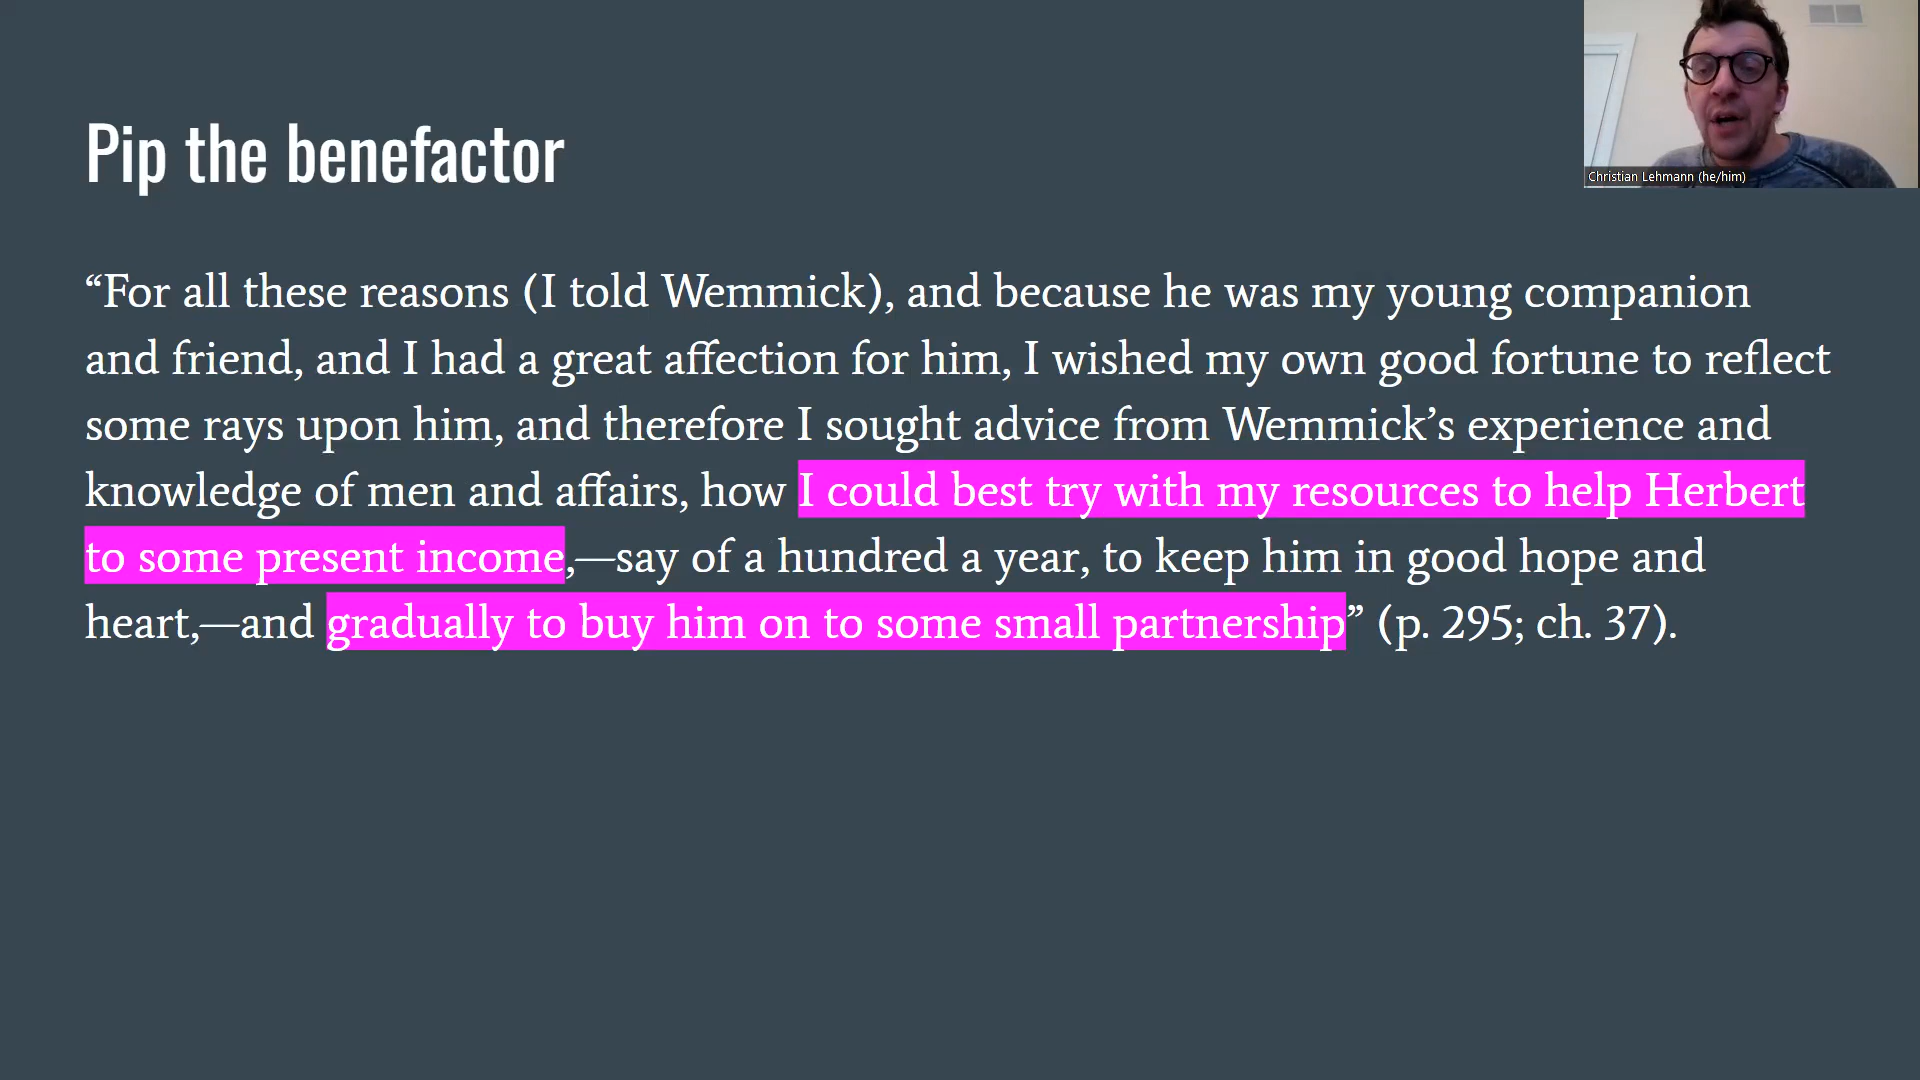 Pip the benefactor
Christian Lehmann (he/him)
“For all these reasons (I told Wemmick), and because he was my young companion
and friend, and I had a great affection for him, I wished my own good fortune to reflect
some rays upon him, and therefore I sought advice from Wemmick’s experience and
knowledge of men and affairs, how I could best try with my resources to help Herbert
to some present income,—say of a hundred a year, to keep him in good hope and
heart,—and gradually to buy him on to some small partnership” (p. 295; ch. 37).